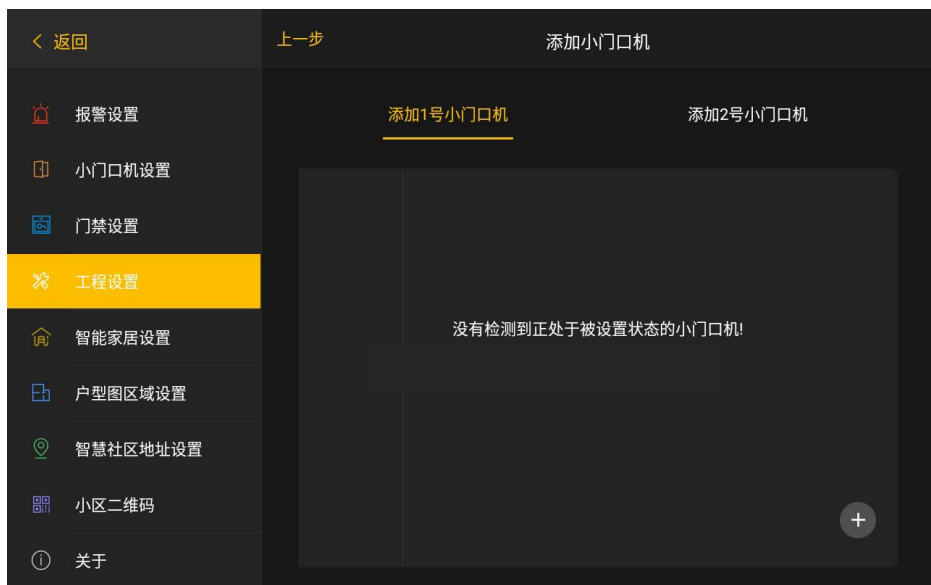 返回
上一步
添加小门口机
报警设置
小门口机设置
门禁设置
工程设置
智能家居设置
户型图区域设置
智慧社区地址设置
小区二维码
关于
添加1号小门口机
添加2号小门口机
没有检测到正处于被设置状态的小门口机!